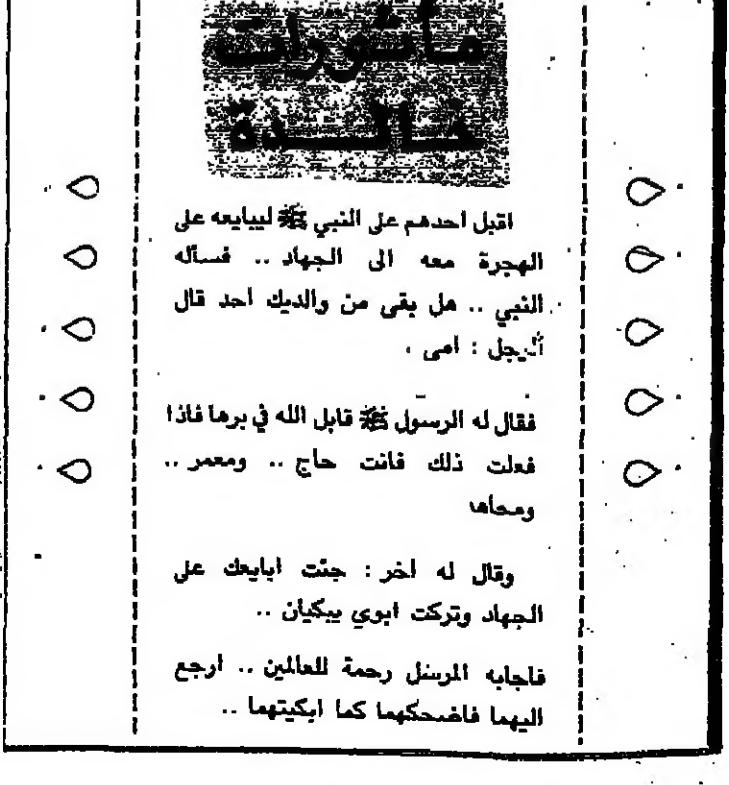 مأثورات
خالدة
اقبل احدهم على النبي ﷺ ليبايعه على
الهجرة معه الى الجهاد .. فسأله
النبي .. هل بقى من والديك احد قال
الرجل : امى .
فقال له الرسول ﷺ قابل الله في برها فاذا
فعلت ذلك فانت حاج .. ومعمر ..
ومجاهد
وقال له اخر : جئت ابايعك على
الجهاد وتركت ابوي يبكيان ..
فاجابه المرسل رحمة للعالمين .. ارجع
اليهما فاضحكهما كما ابكيتهما ..